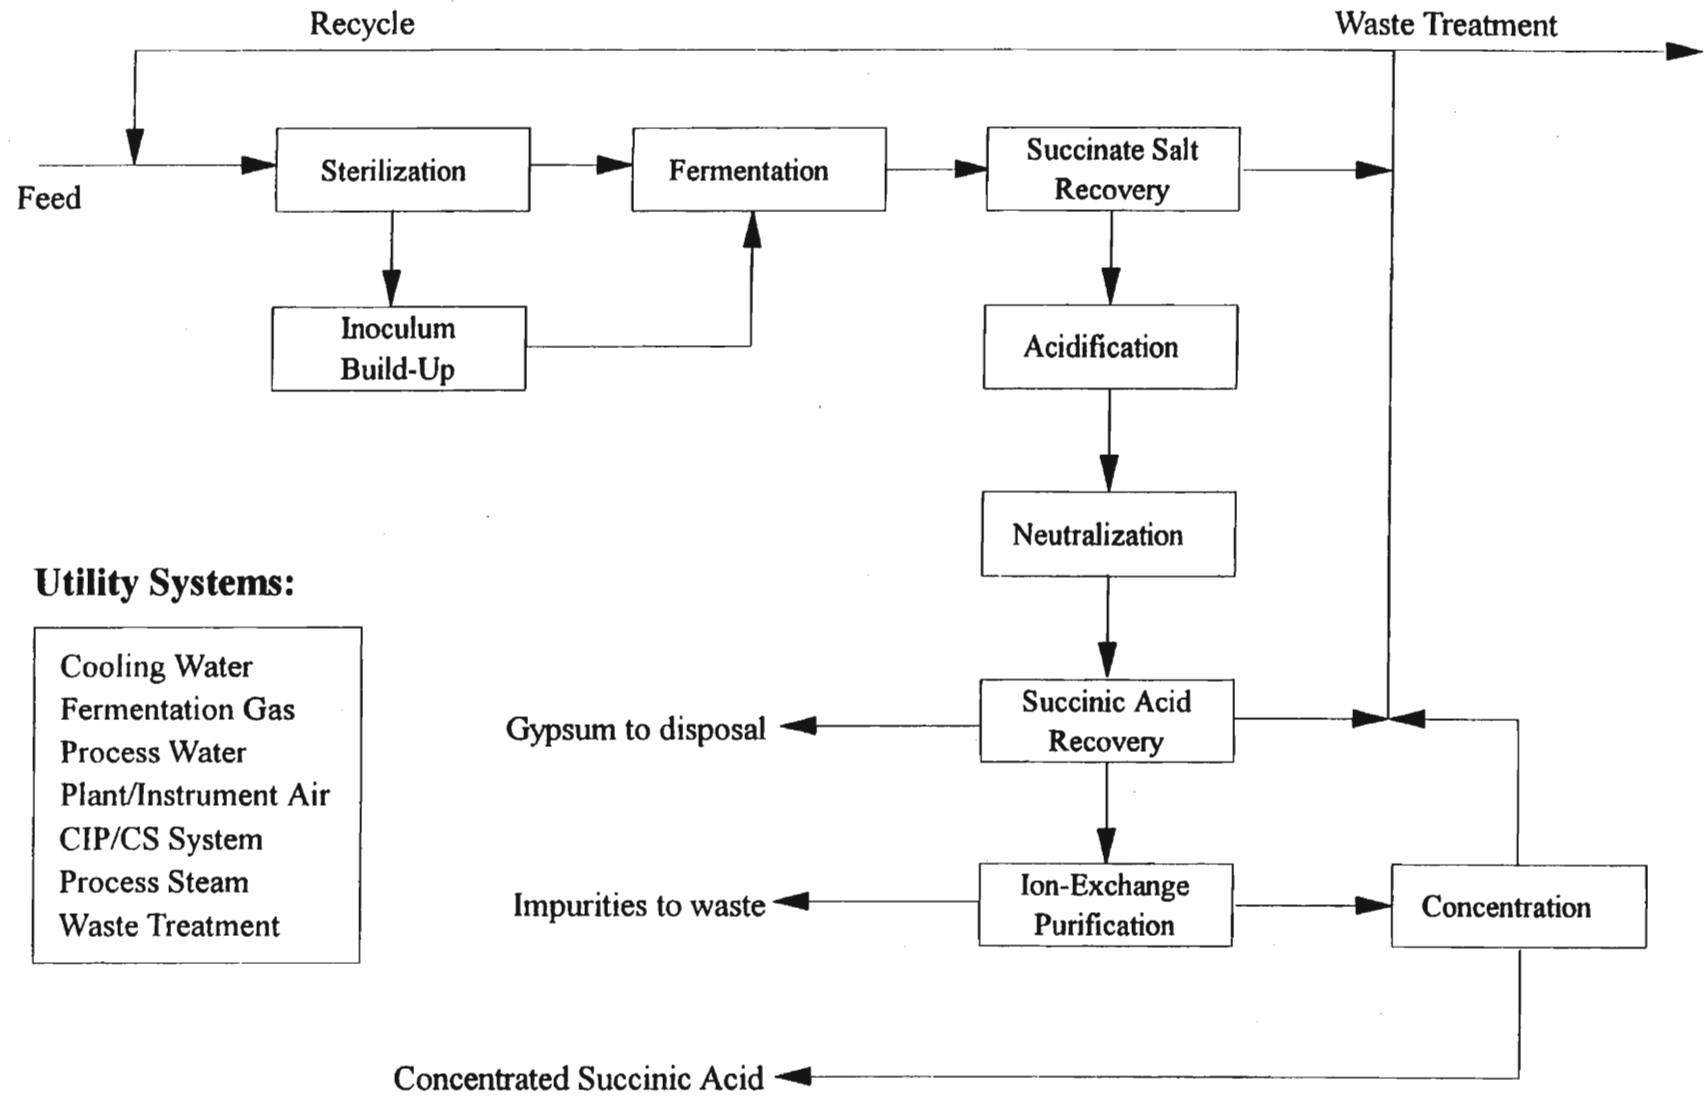 Recycle
Waste Treatment
Feed
Sterilization
Fermentation
Succinate Salt
Recovery
Inoculum
Build-Up
Acidification
Neutralization
Utility Systems:
Cooling Water
Fermentation Gas
Process Water
Plant/Instrument Air
CIP/CS System
Process Steam
Waste Treatment
Gypsum to disposal
Succinic Acid
Recovery
Impurities to waste
Ion-Exchange
Purification
Concentration
Concentrated Succinic Acid